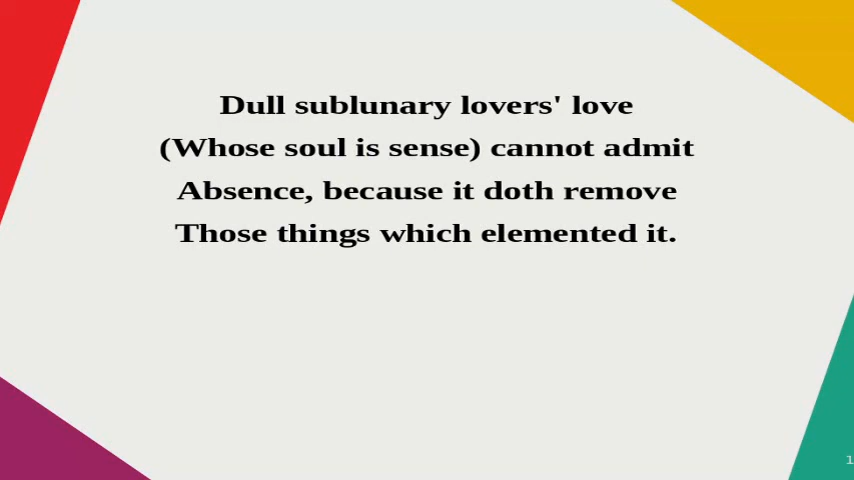 Dull sublunary lovers' love
(Whose soul is sense) cannot admit
Absence, because it doth remove
Those things which elemented it.
1